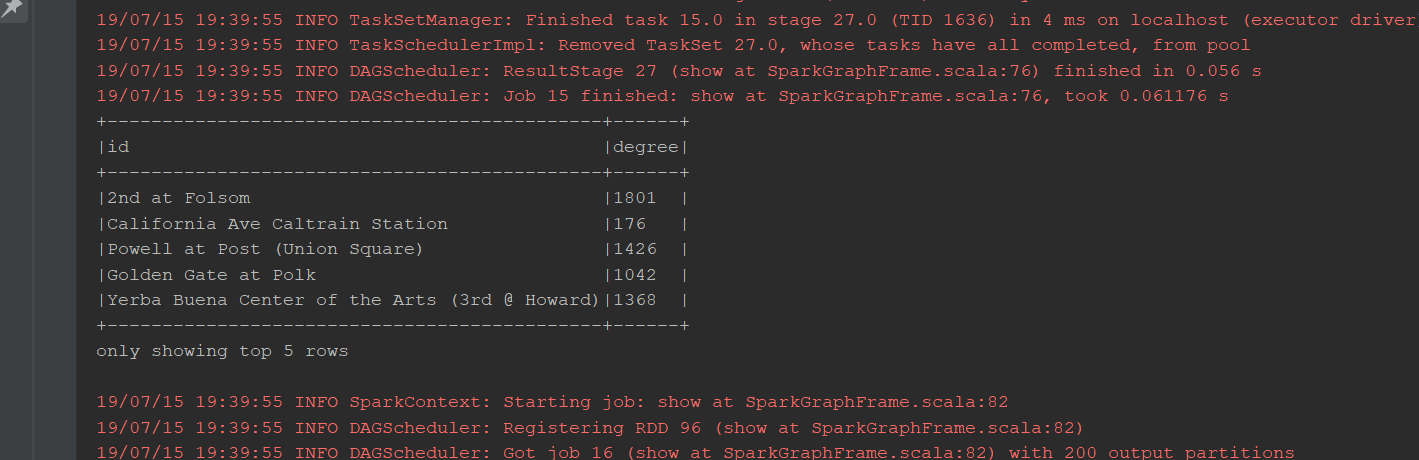 19/07/15 19:39:55 INFO TaskSetManager: Finished task 15.0 in stage 27.0 (TID 1636) in 4 ms on localhost (executor driver
19/07/15 19:39:55 INFO TaskSchedulerImpl: Removed TaskSet 27.0, whose tasks have all completed, from pool
19/07/15 19:39:55 INFO DAGScheduler: ResultStage 27 (show at SparkGraphFrame.scala:76) finished in 0.056 s
19/07/15 19:39:55 INFO DAGScheduler: Job 15 finished: show at SparkGraphFrame.scala:76, took 0.061176 s
+---------------------------------------------+------+
|id                                           |degree|
+---------------------------------------------+------+
|2nd at Folsom                                |1801  |
|California Ave Caltrain Station              |176   |
|Powell at Post (Union Square)                |1426  |
|Golden Gate at Polk                          |1042  |
|Yerba Buena Center of the Arts (3rd @ Howard)|1368  |
+---------------------------------------------+------+
only showing top 5 rows
19/07/15 19:39:55 INFO SparkContext: Starting job: show at SparkGraphFrame.scala:82
19/07/15 19:39:55 INFO DAGScheduler: Registering RDD 96 (show at SparkGraphFrame.scala:82)
19/07/15 19:39:55 INFO DAGScheduler: Got job 16 (show at SparkGraphFrame.scala:82) with 200 output partitions